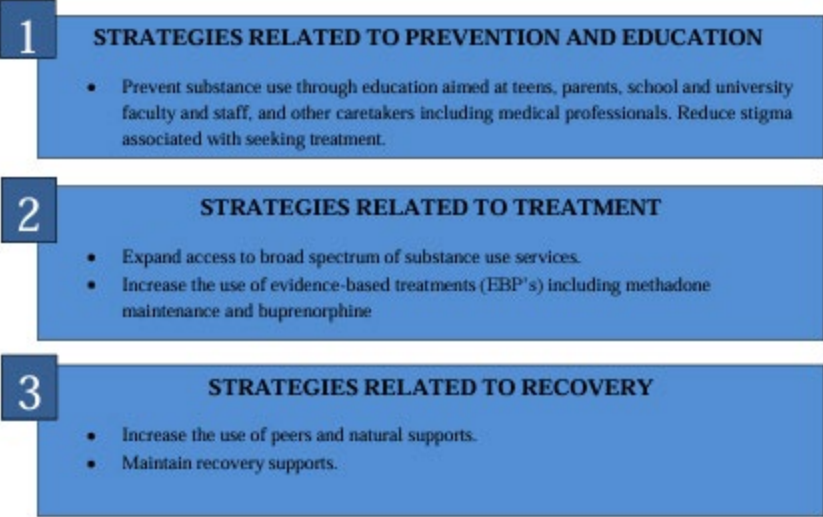 1
STRATEGIES RELATED TO PREVENTION AND EDUCATION
• Prevent substance use through education aimed at teens, parents, school and university
faculty and staff, and other caretakers including medical professionals. Reduce stigma
associated with seeking treatment.
2
STRATEGIES RELATED TO TREATMENT
• Expand access to broad spectrum of substance use services.
• Increase the use of evidence-based treatments (EBP's) including methadone
maintenance and buprenorphine
3
STRATEGIES RELATED TO RECOVERY
• Increase the use of peers and natural supports.
• Maintain recovery supports.